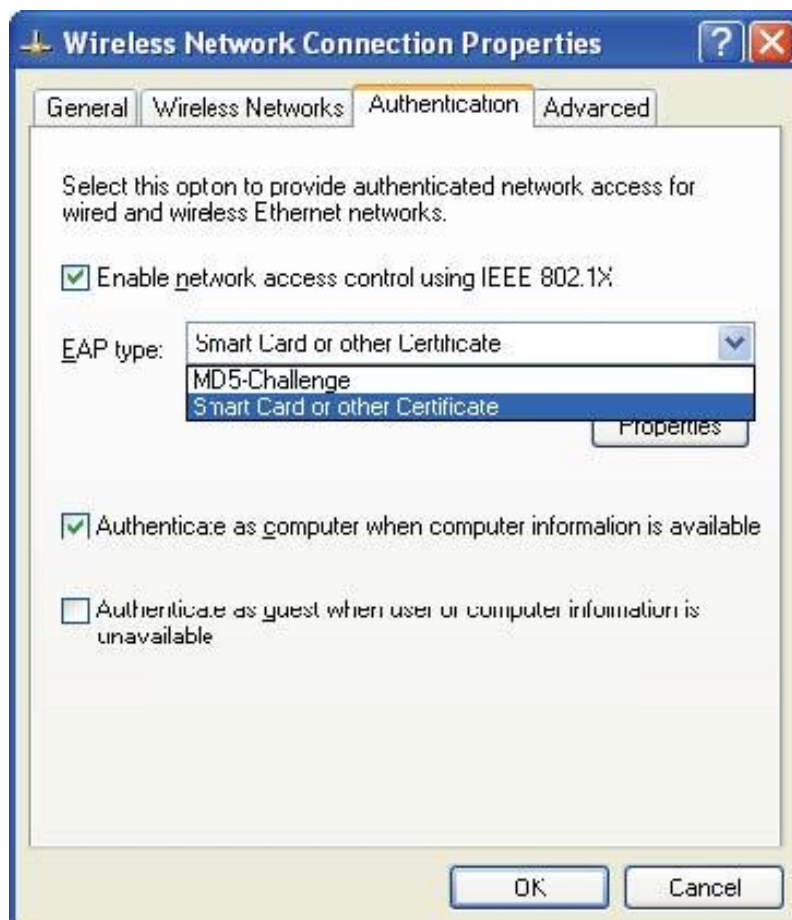 Wireless Network Connection Properties
General Wireless Networks Authentication Advanced
Select this option to provide authenticated network access for
wired and wireless Ethernet networks.
Enable network access control using IEEE 802.1X
EAP type: Smart Card or other Certificate
MD5-Challenge
Smart Card or other Certificate
Properties
Authenticate as computer when computer information is available
Authenticate as guest when user or computer information is
unavailable
OK Cancel